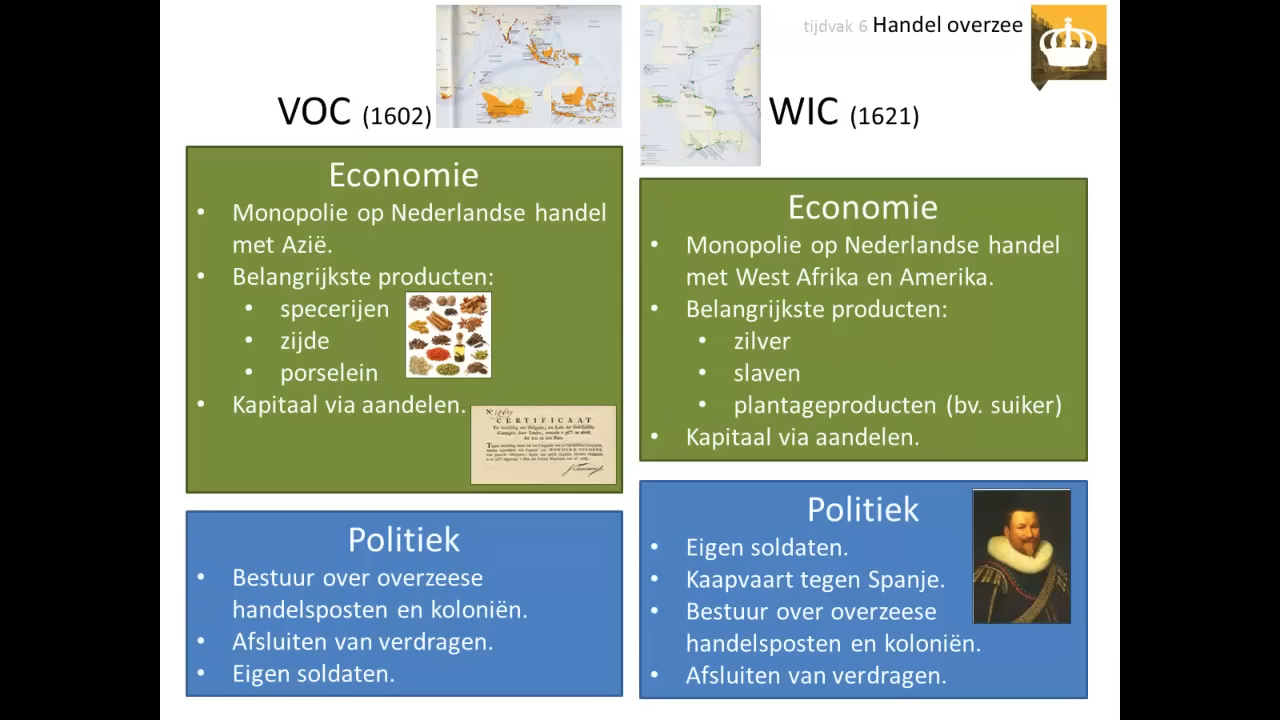 tijdvak 6 Handel overzee
VOC (1602)
WIC (1621)
Economie
• Monopolie op Nederlandse handel
met Azië.
• Belangrijkste producten:
• specerijen
• zijde
• porselein
• Kapitaal via aandelen.
CERTIFICAAT
Politiek
• Bestuur over overzeese
handelsposten en koloniën.
• Afsluiten van verdragen.
• Eigen soldaten.
Economie
• Monopolie op Nederlandse handel
met West Afrika en Amerika.
• Belangrijkste producten:
• zilver
• slaven
• plantageproducten (bv. suiker)
• Kapitaal via aandelen.
Politiek
• Eigen soldaten.
• Kaapvaart tegen Spanje.
• Bestuur over overzeese
handelsposten en koloniën.
• Afsluiten van verdragen.